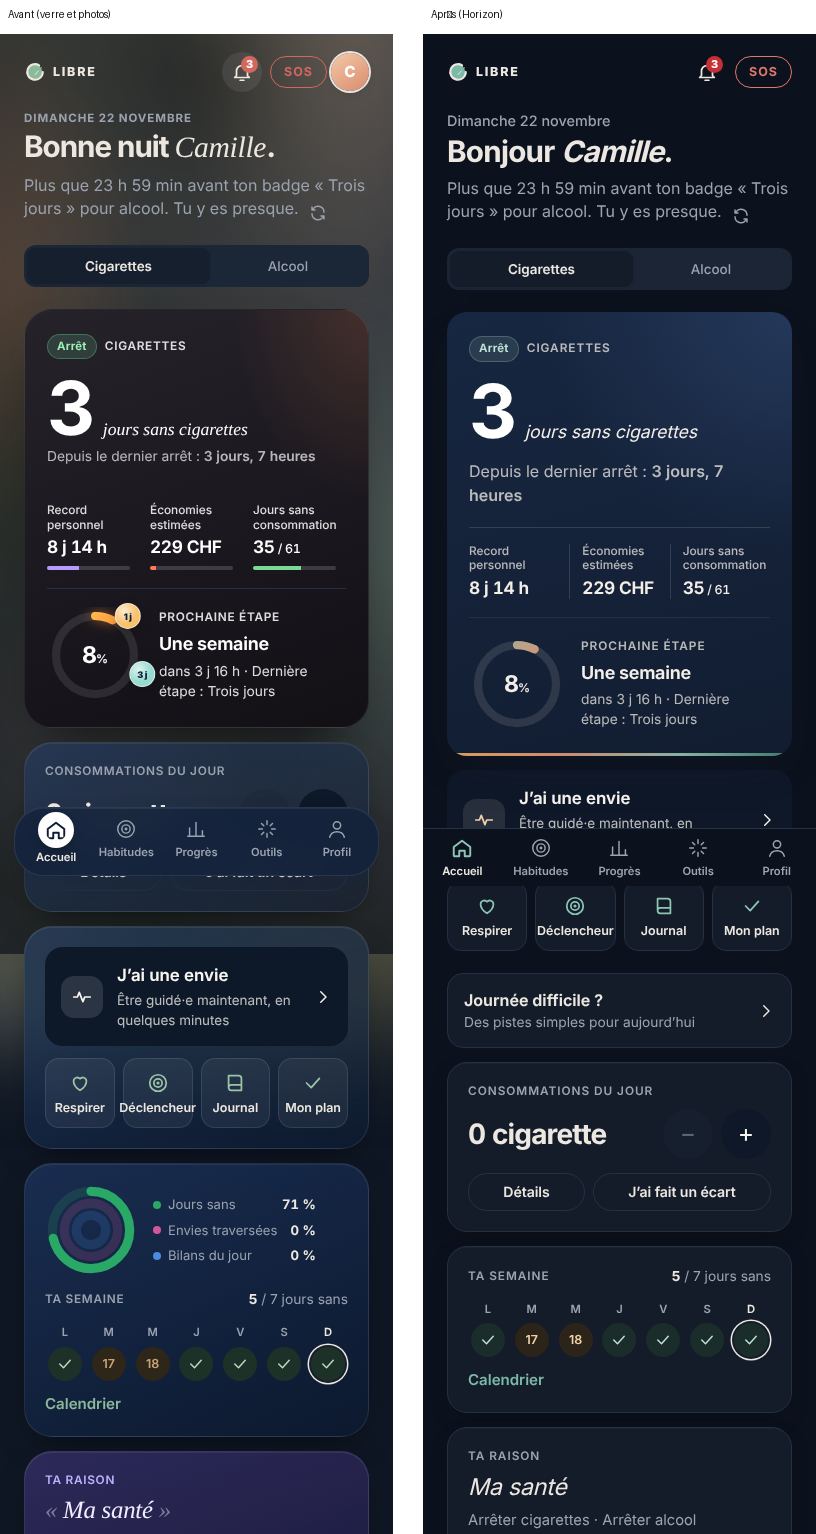 Avant (verre et photos)
LIBRE
3
SOS
C
DIMANCHE 22 NOVEMBRE
Bonne nuit Camille.
Plus que 23 h 59 min avant ton badge « Trois
jours » pour alcool. Tu y es presque.
Cigarettes
Alcool
Arrêt
CIGARETTES
3 jours sans cigarettes
Depuis le dernier arrêt : 3 jours, 7 heures
Record personnel
8 j 14 h
Économies estimées
229 CHF
Jours sans consommation
35 / 61
8%
1j
3j
PROCHAINE ÉTAPE
Une semaine
dans 3 j 16 h · Dernière
étape : Trois jours
CONSOMMATIONS DU JOUR
Accueil
Habitudes
Progrès
Outils
Profil
J’ai une envie
Être guidé·e maintenant, en
quelques minutes
Respirer
Déclencheur
Journal
Mon plan
Jours sans 71 %
Envies traversées 0 %
Bilans du jour 0 %
TA SEMAINE
5 / 7 jours sans
L M M J V S D
17 18
Calendrier
TA RAISON
« Ma santé »
(Horizon)
LIBRE
3
SOS
Dimanche 22 novembre
Bonjour Camille.
Plus que 23 h 59 min avant ton badge « Trois
jours » pour alcool. Tu y es presque.
Cigarettes
Alcool
Arrêt
CIGARETTES
3 jours sans cigarettes
Depuis le dernier arrêt : 3 jours, 7
heures
Record personnel
8 j 14 h
Économies estimées
229 CHF
Jours sans consommation
35 / 61
8%
PROCHAINE ÉTAPE
Une semaine
dans 3 j 16 h · Dernière
étape : Trois jours
J’ai une envie
Être guidé·e maintenant, en
Accueil
Habitudes
Progrès
Outils
Profil
Respirer
Déclencheur
Journal
Mon plan
Journée difficile ?
Des pistes simples pour aujourd’hui
CONSOMMATIONS DU JOUR
0 cigarette
− +
Détails
J’ai fait un écart
TA SEMAINE
5 / 7 jours sans
L M M J V S D
17 18
Calendrier
TA RAISON
Ma santé
Arrêter cigarettes · Arrêter alcool